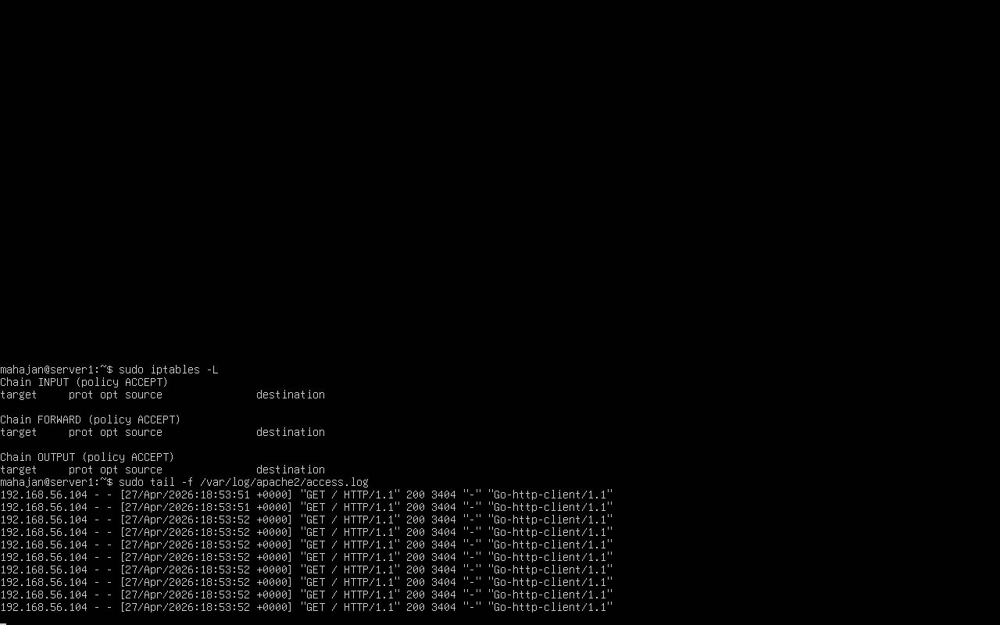 mahajan@server1:~$ sudo iptables -L
Chain INPUT (policy ACCEPT)
target     prot opt source               destination

Chain FORWARD (policy ACCEPT)
target     prot opt source               destination

Chain OUTPUT (policy ACCEPT)
target     prot opt source               destination
mahajan@server1:~$ sudo tail -f /var/log/apache2/access.log
192.168.56.104 - - [27/Apr/2026:18:53:51 +0000] "GET / HTTP/1.1" 200 3404 "-" "Go-http-client/1.1"
192.168.56.104 - - [27/Apr/2026:18:53:51 +0000] "GET / HTTP/1.1" 200 3404 "-" "Go-http-client/1.1"
192.168.56.104 - - [27/Apr/2026:18:53:52 +0000] "GET / HTTP/1.1" 200 3404 "-" "Go-http-client/1.1"
192.168.56.104 - - [27/Apr/2026:18:53:52 +0000] "GET / HTTP/1.1" 200 3404 "-" "Go-http-client/1.1"
192.168.56.104 - - [27/Apr/2026:18:53:52 +0000] "GET / HTTP/1.1" 200 3404 "-" "Go-http-client/1.1"
192.168.56.104 - - [27/Apr/2026:18:53:52 +0000] "GET / HTTP/1.1" 200 3404 "-" "Go-http-client/1.1"
192.168.56.104 - - [27/Apr/2026:18:53:52 +0000] "GET / HTTP/1.1" 200 3404 "-" "Go-http-client/1.1"
192.168.56.104 - - [27/Apr/2026:18:53:52 +0000] "GET / HTTP/1.1" 200 3404 "-" "Go-http-client/1.1"
192.168.56.104 - - [27/Apr/2026:18:53:52 +0000] "GET / HTTP/1.1" 200 3404 "-" "Go-http-client/1.1"
192.168.56.104 - - [27/Apr/2026:18:53:52 +0000] "GET / HTTP/1.1" 200 3404 "-" "Go-http-client/1.1"